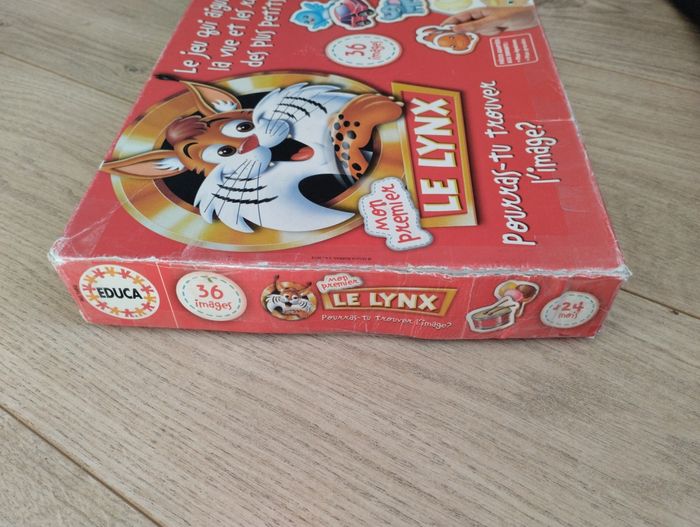 Le jeu qui
la vue et les
des plus petits
36
images
mon
premier
LE LYNX
Pourras-tu trouver
l'image?
EDUCA
36
images
mon premier
LE LYNX
Pourras-tu trouver l'image?
+24
mois